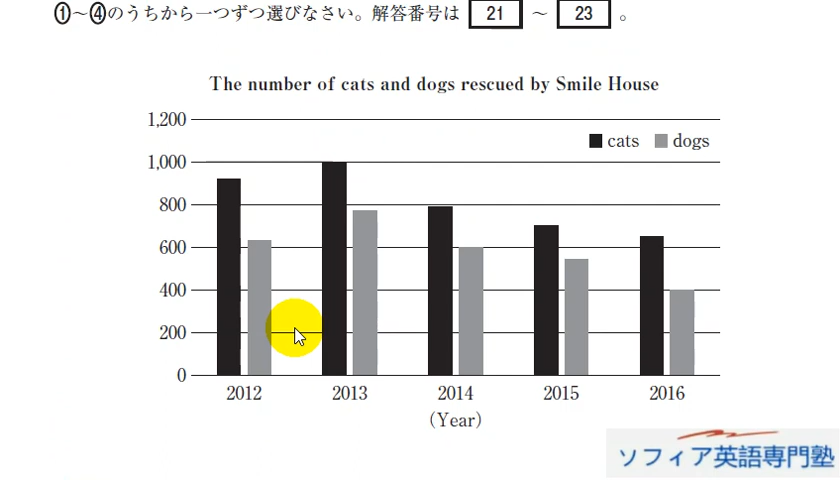 ①～④のうちから一つずつ選びなさい。解答番号は 21 ～ 23 。
The number of cats and dogs rescued by Smile House
1,200
cats dogs
1,000
800
600
400
200
0
2012 2013 2014 2015 2016
(Year)
ソフィア英語専門塾